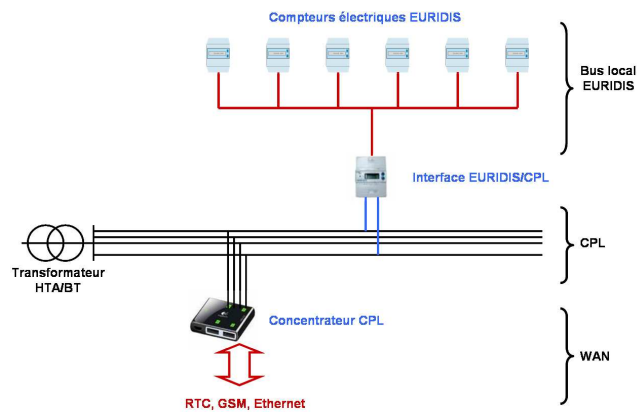 Compteurs électriques EURIDIS
Bus local
EURIDIS
Interface EURIDIS/CPL
CPL
Transformateur
HTA/BT
Concentrateur CPL
WAN
RTC, GSM, Ethernet